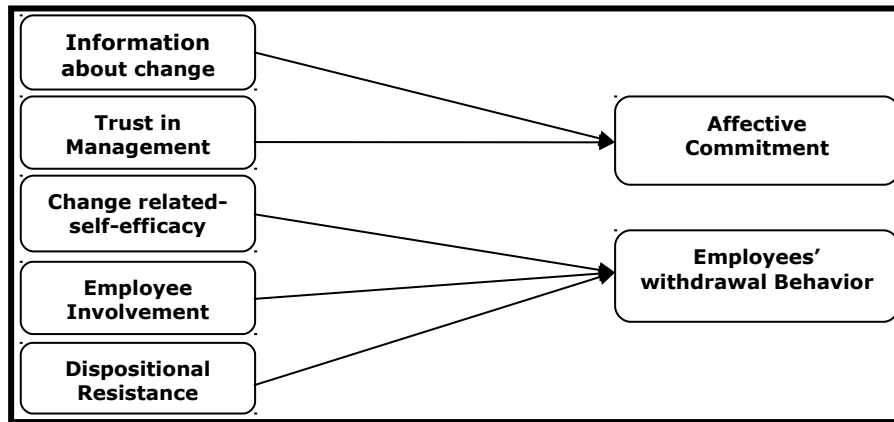 Information
about change
Trust in
Management
Change related-
self-efficacy
Employee
Involvement
Dispositional
Resistance
Affective
Commitment
Employees’
withdrawal Behavior